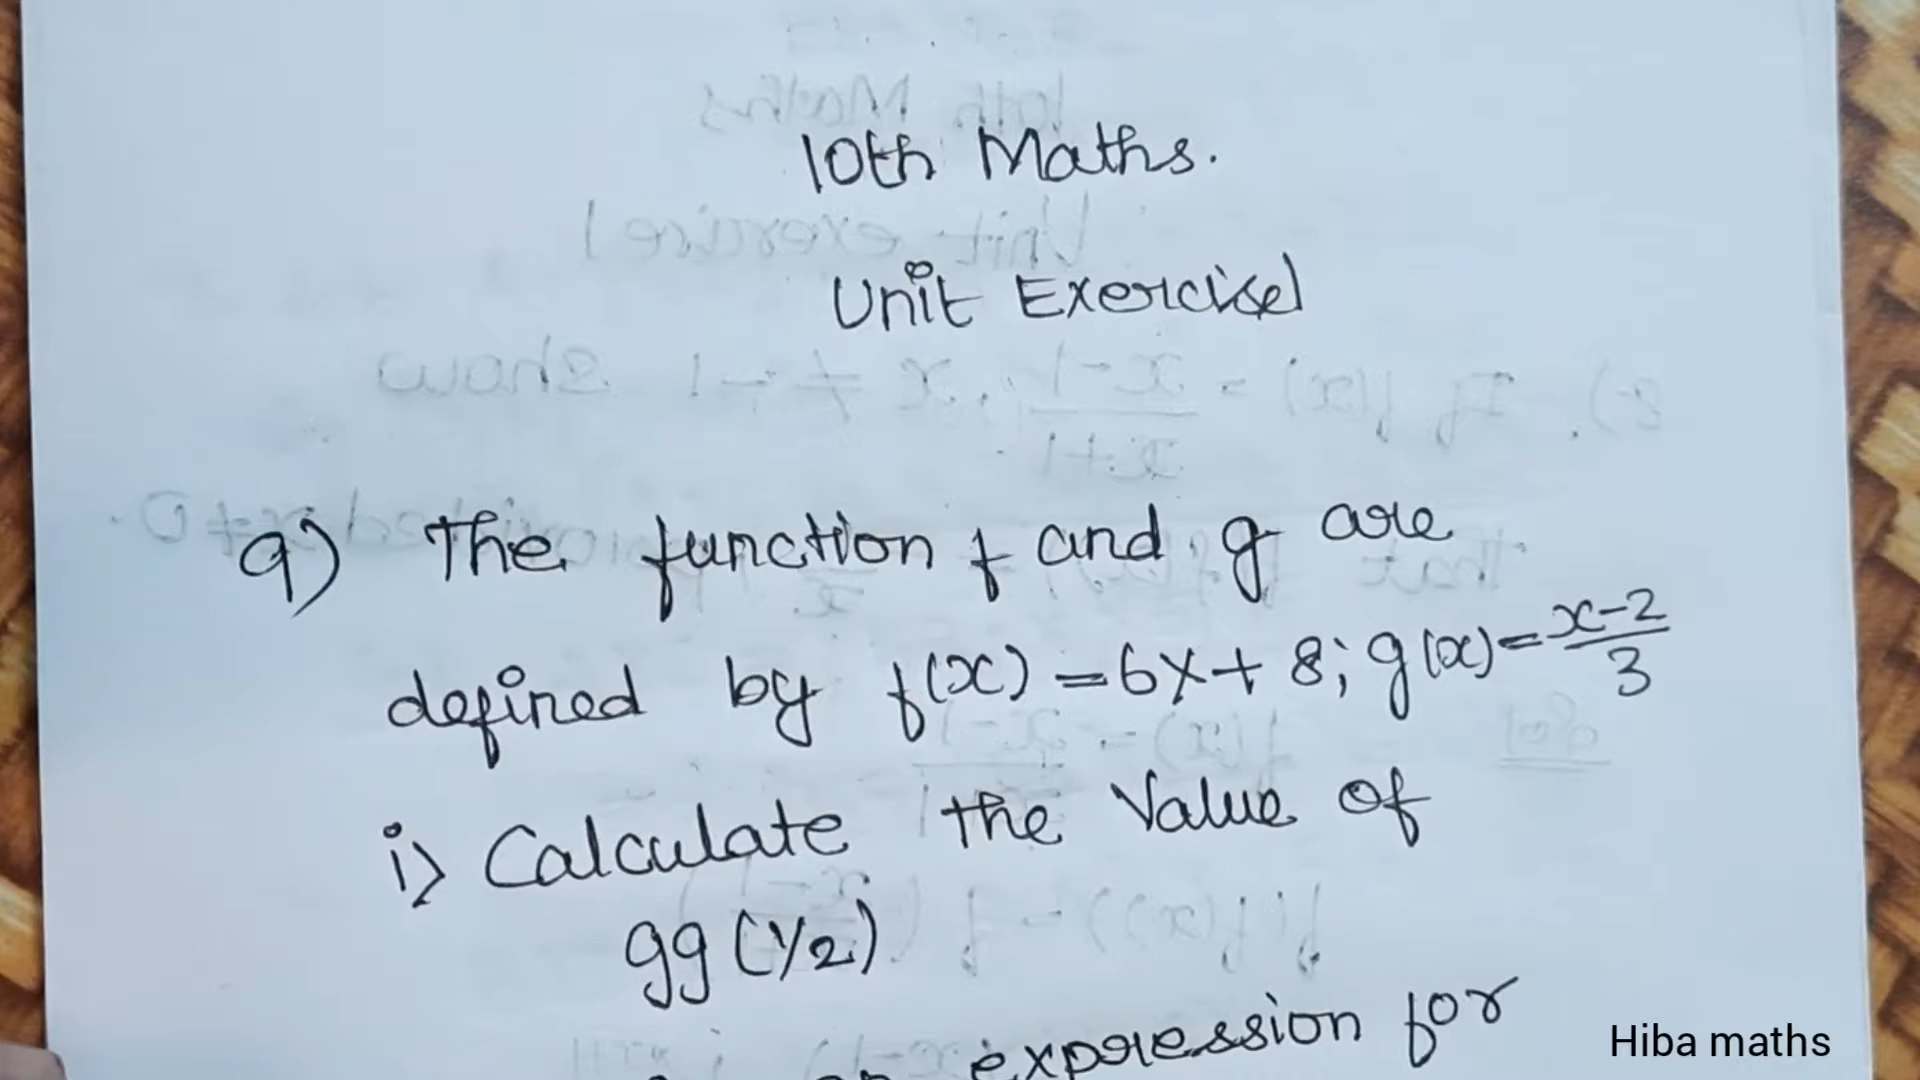 10th Maths.
Unit Exercise1
9) The function f and g are
defined by f(x) = 6x + 8; g(x) = x-2/3
i) Calculate the Value of
gg (1/2)
expression for
Hiba maths